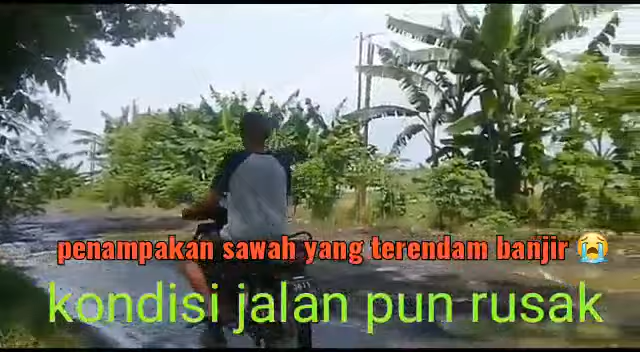 penampakan sawah yang terendam banjir 😭
kondisi jalan pun rusak